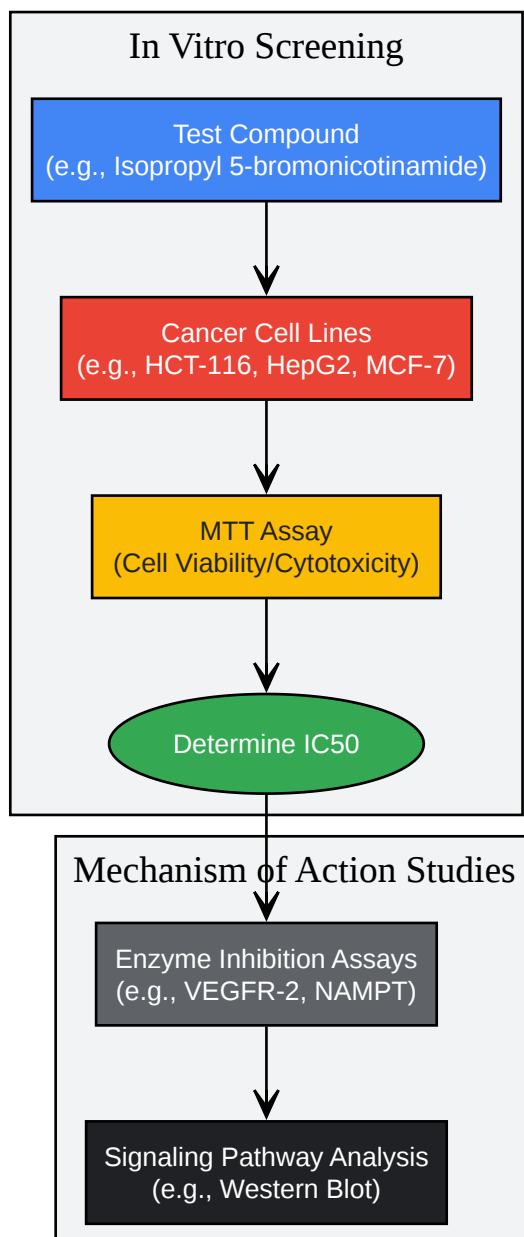 In Vitro Screening
Test Compound
(e.g., Isopropyl 5-bromonicotinamide)
Cancer Cell Lines
(e.g., HCT-116, HepG2, MCF-7)
MTT Assay
(Cell Viability/Cytotoxicity)
Determine IC50
Mechanism of Action Studies
Enzyme Inhibition Assays
(e.g., VEGFR-2, NAMPT)
Signaling Pathway Analysis
(e.g., Western Blot)